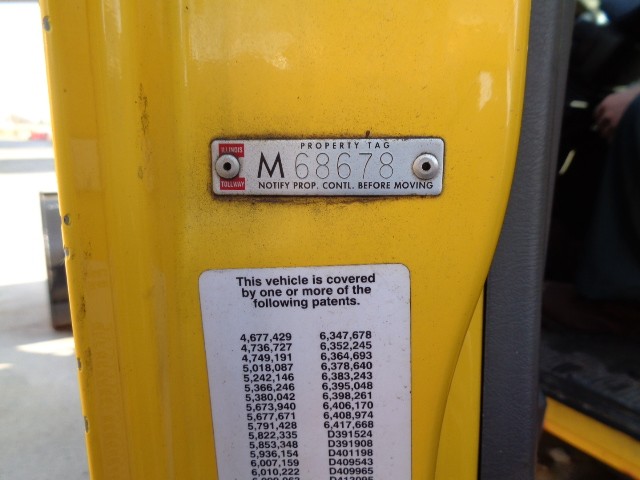 PROPERTY TAG
ILLINOIS
M 68678
TOLLWAY
NOTIFY PROP. CONTL. BEFORE MOVING
This vehicle is covered
by one or more of the
following patents.
4,677,429 6,347,678
4,736,727 6,352,245
4,749,191 6,364,693
5,018,087 6,378,640
5,242,146 6,383,243
5,366,246 6,395,048
5,380,042 6,398,261
5,673,940 6,406,170
5,677,671 6,408,974
5,791,428 6,417,668
5,822,335 D391524
5,853,348 D391908
5,936,154 D401198
6,007,159 D409543
6,010,222 D409965